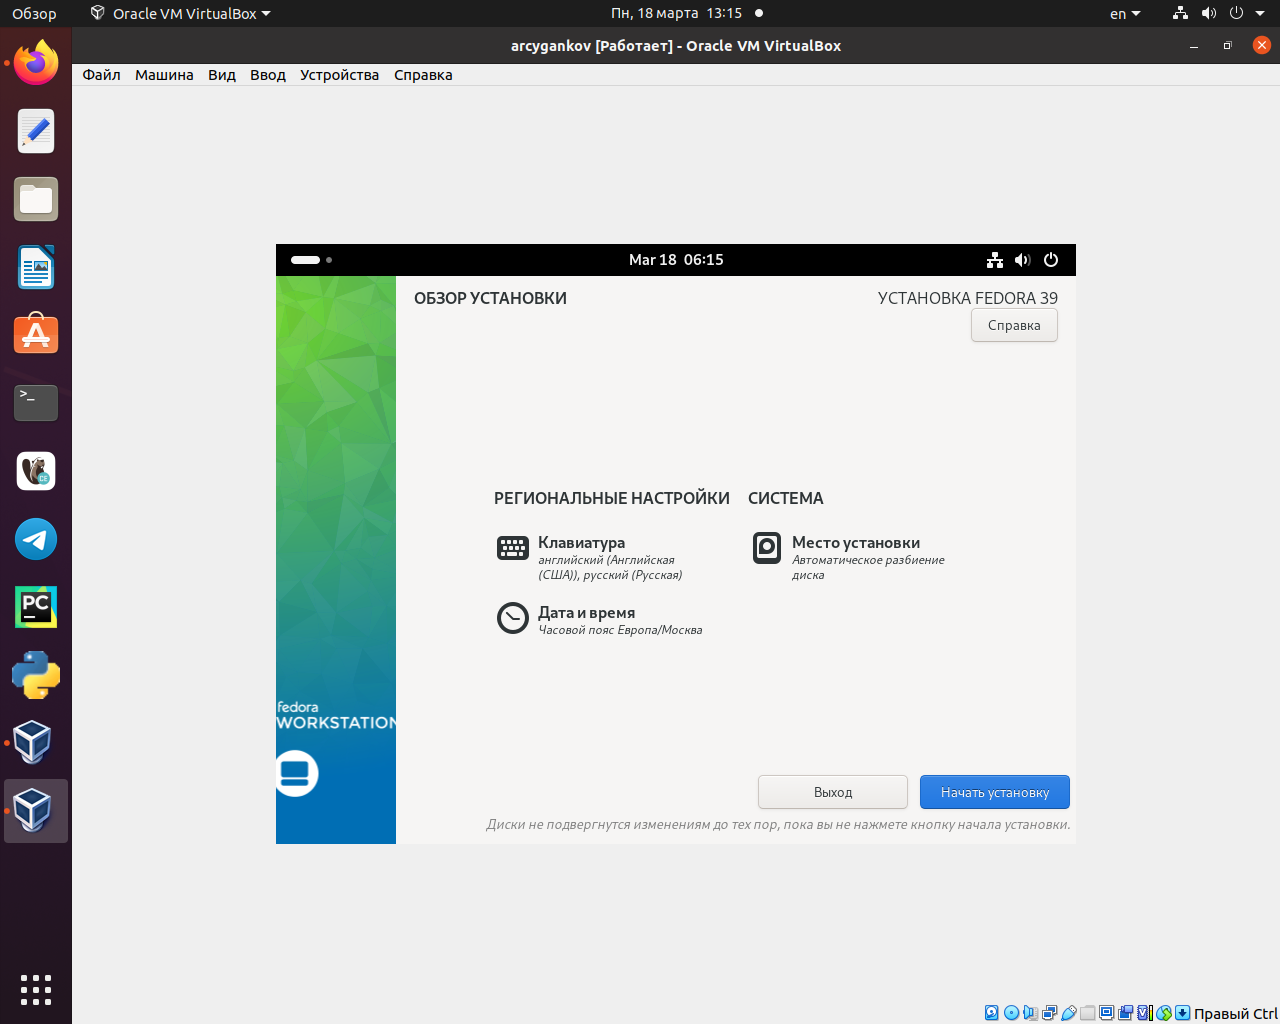 Обзор
Oracle VM VirtualBox
Пн, 18 марта 13:15
en
arcygankov [Работает] - Oracle VM VirtualBox
Файл Машина Вид Ввод Устройства Справка
Mar 18 06:15
ОБЗОР УСТАНОВКИ
УСТАНОВКА FEDORA 39
Справка
РЕГИОНАЛЬНЫЕ НАСТРОЙКИ
СИСТЕМА
Клавиатура
английский (Английская
(США)), русский (Русская)
Место установки
Автоматическое разбиение
диска
Дата и время
Часовой пояс Европа/Москва
fedora
WORKSTATION
Выход
Начать установку
Диски не подвергнутся изменениям до тех пор, пока вы не нажмете кнопку начала установки.
>_
CE
PC
Правый Ctrl